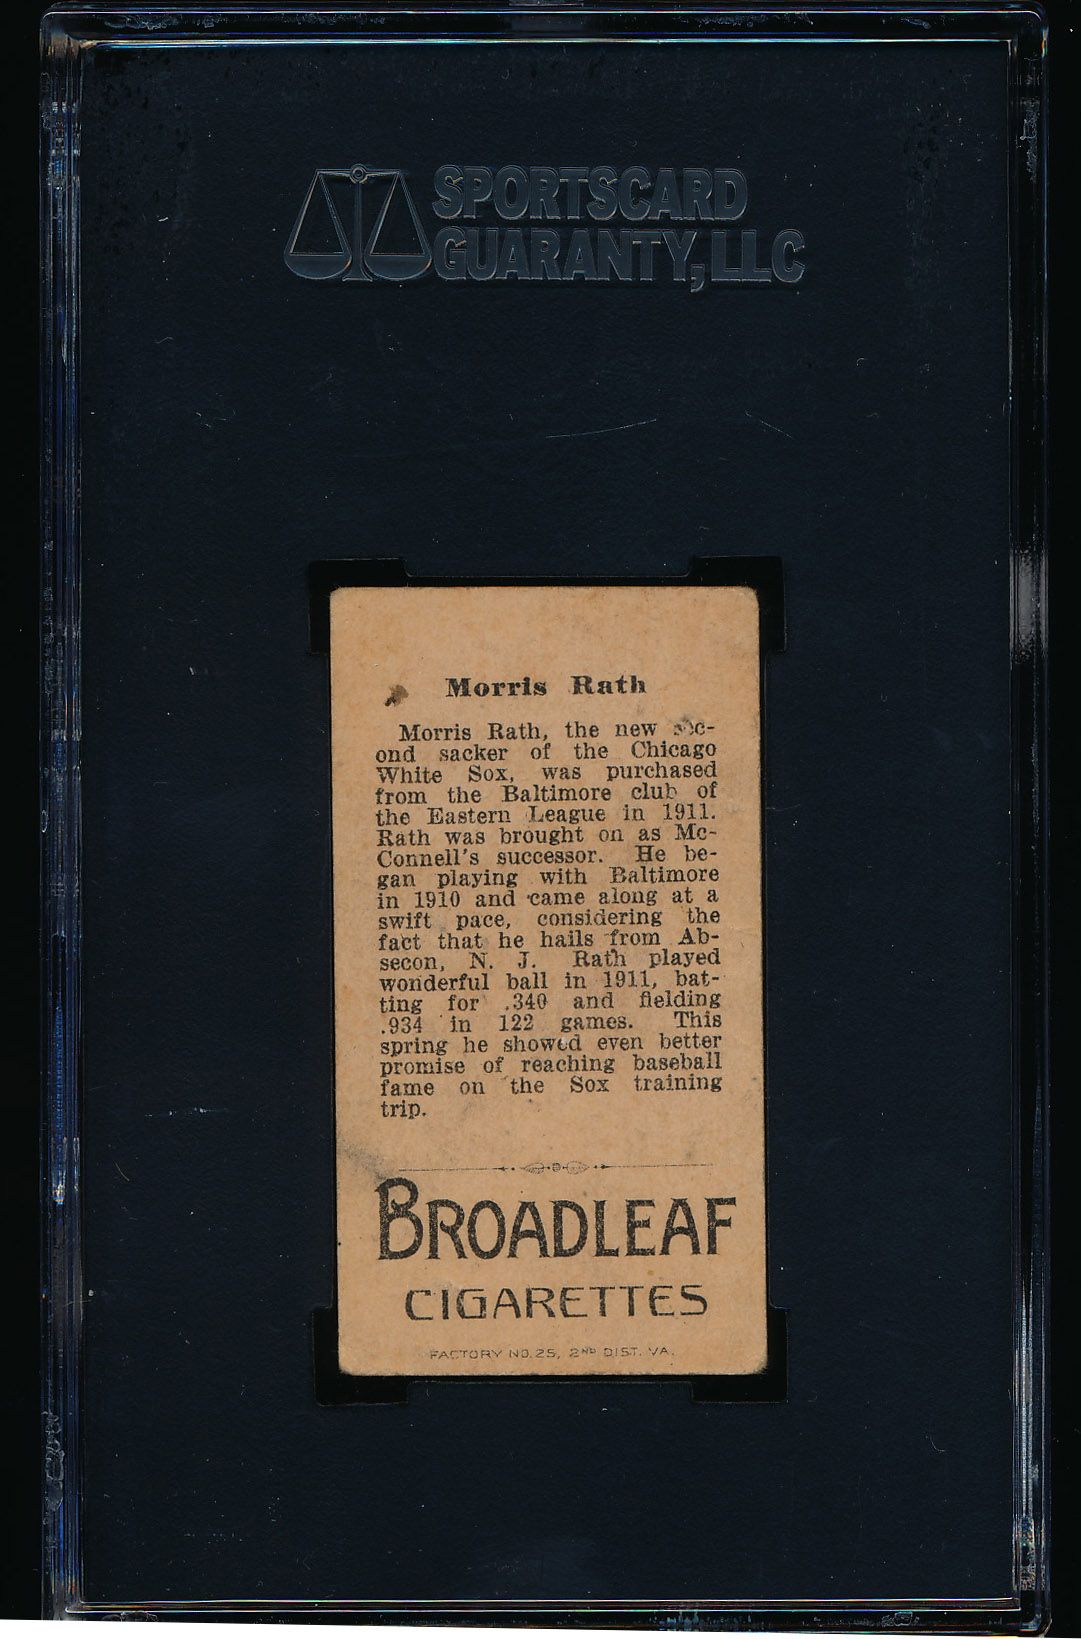 SPORTSCARD
GUARANTY, LLC
Morris Rath
Morris Rath, the new sec-
ond sacker of the Chicago
White Sox, was purchased
from the Baltimore club of
the Eastern League in 1911.
Rath was brought on as Mc-
Connell's successor. He be-
gan playing with Baltimore
in 1910 and came along at a
swift pace, considering the
fact that he hails from Ab-
secon, N. J. Rath played
wonderful ball in 1911, bat-
ting for .340 and fielding
.934 in 122 games. This
spring he showed even better
promise of reaching baseball
fame on the Sox training
trip.
BROADLEAF
CIGARETTES
FACTORY NO. 25, 2ND DIST. VA.